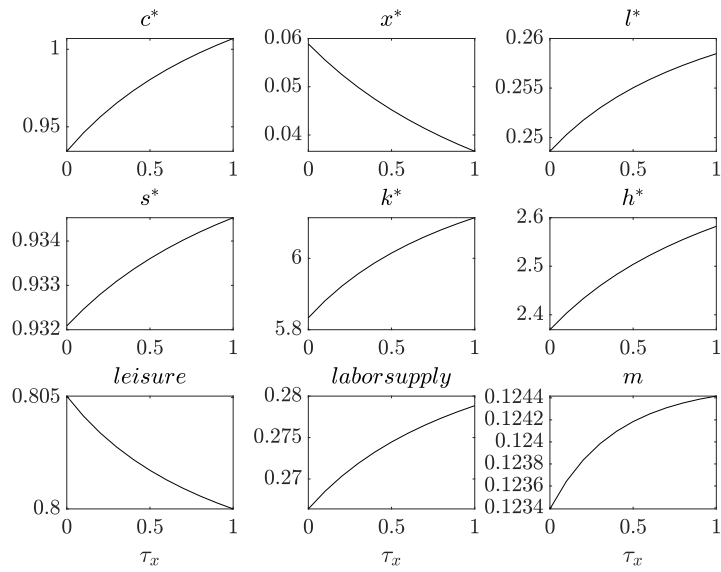 c* x* l*
1 0.95 0 0.5 1
0.06 0.05 0.04 0 0.5 1
0.26 0.255 0.25 0 0.5 1
s* k* h*
0.934 0.933 0.932 0 0.5 1
6 5.8 0 0.5 1
2.6 2.5 2.4 0 0.5 1
leisure laborsupply m
0.805 0.8 0 0.5 1
0.28 0.275 0.27 0 0.5 1
0.1244 0.1242 0.124 0.1238 0.1236 0.1234 0 0.5 1
τₓ τₓ τₓ